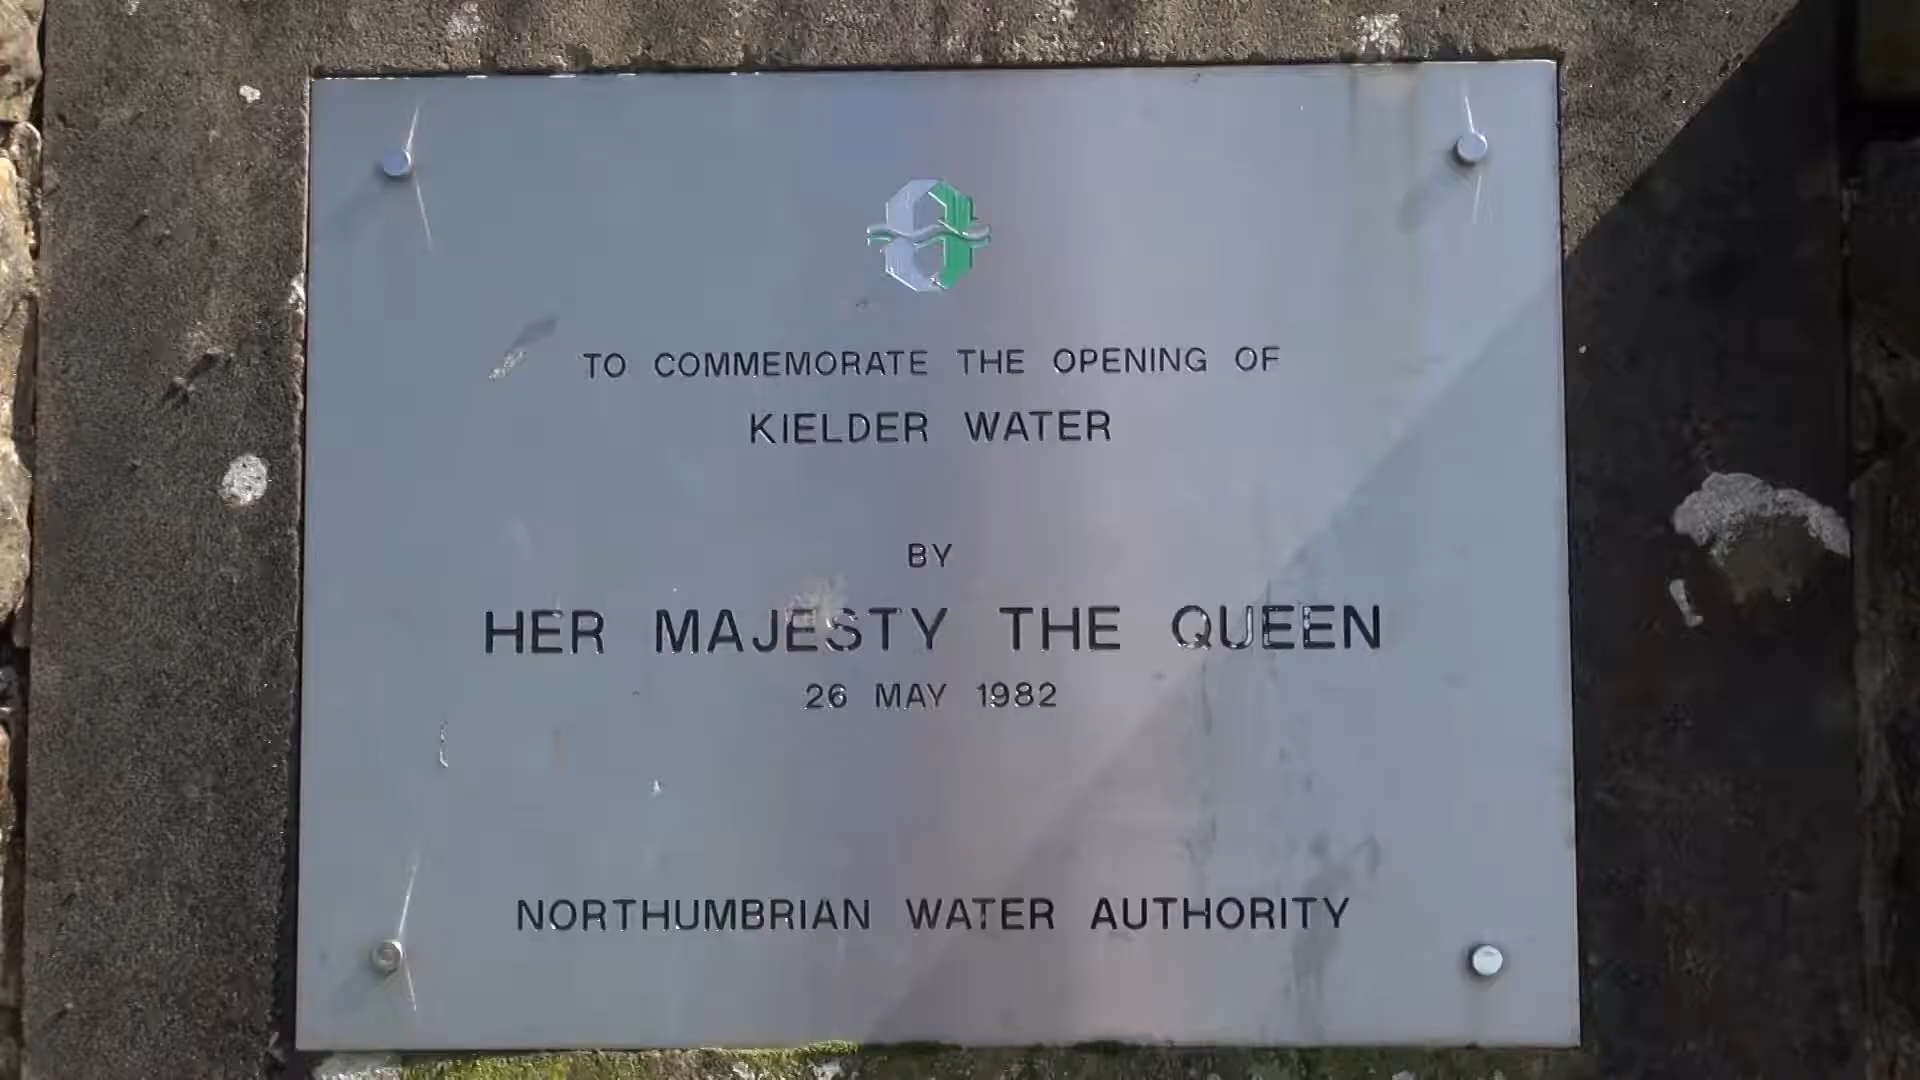 TO COMMEMORATE THE OPENING OF
KIELDER WATER
BY
HER MAJESTY THE QUEEN
26 MAY 1982
NORTHUMBRIAN WATER AUTHORITY